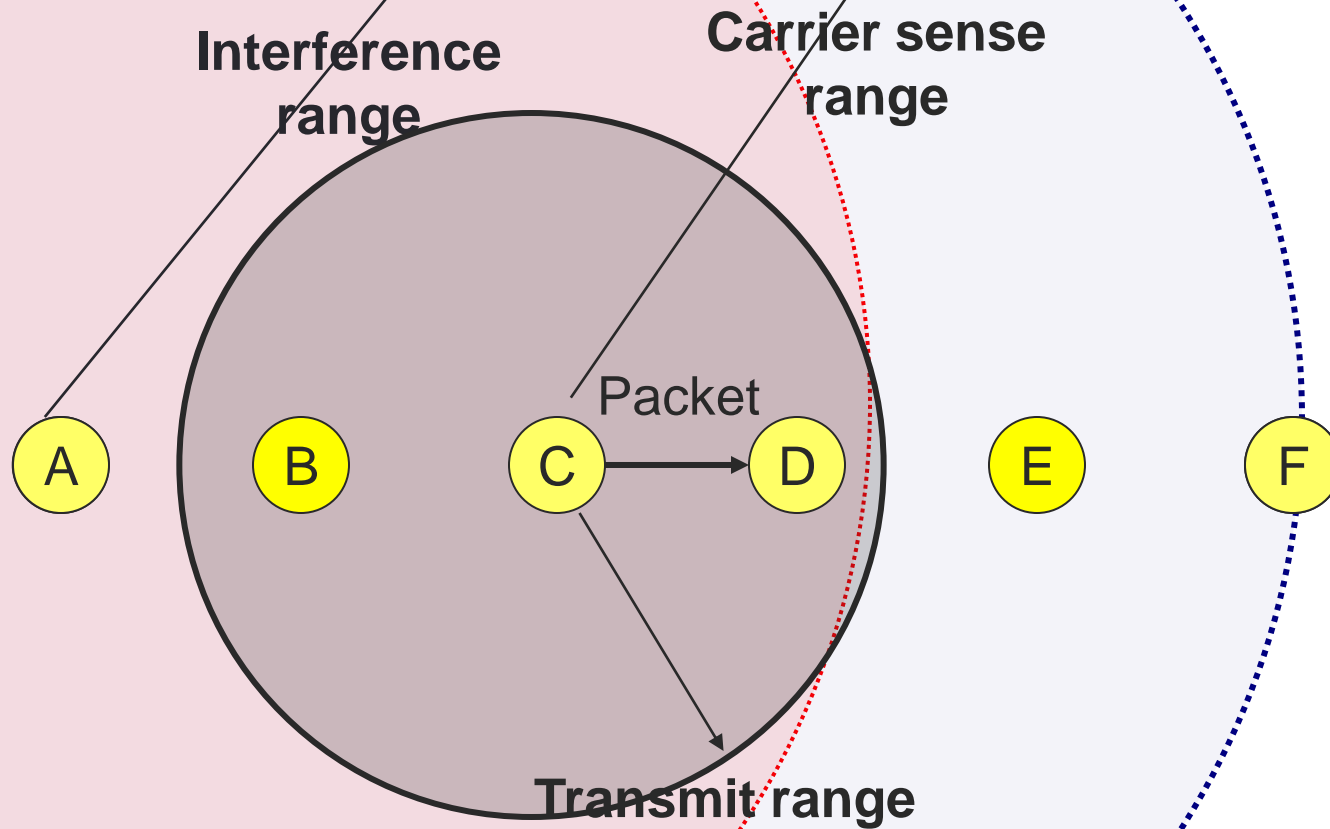 Interference
range
Carrier sense
range
Packet
A B C D E F
Transmit range